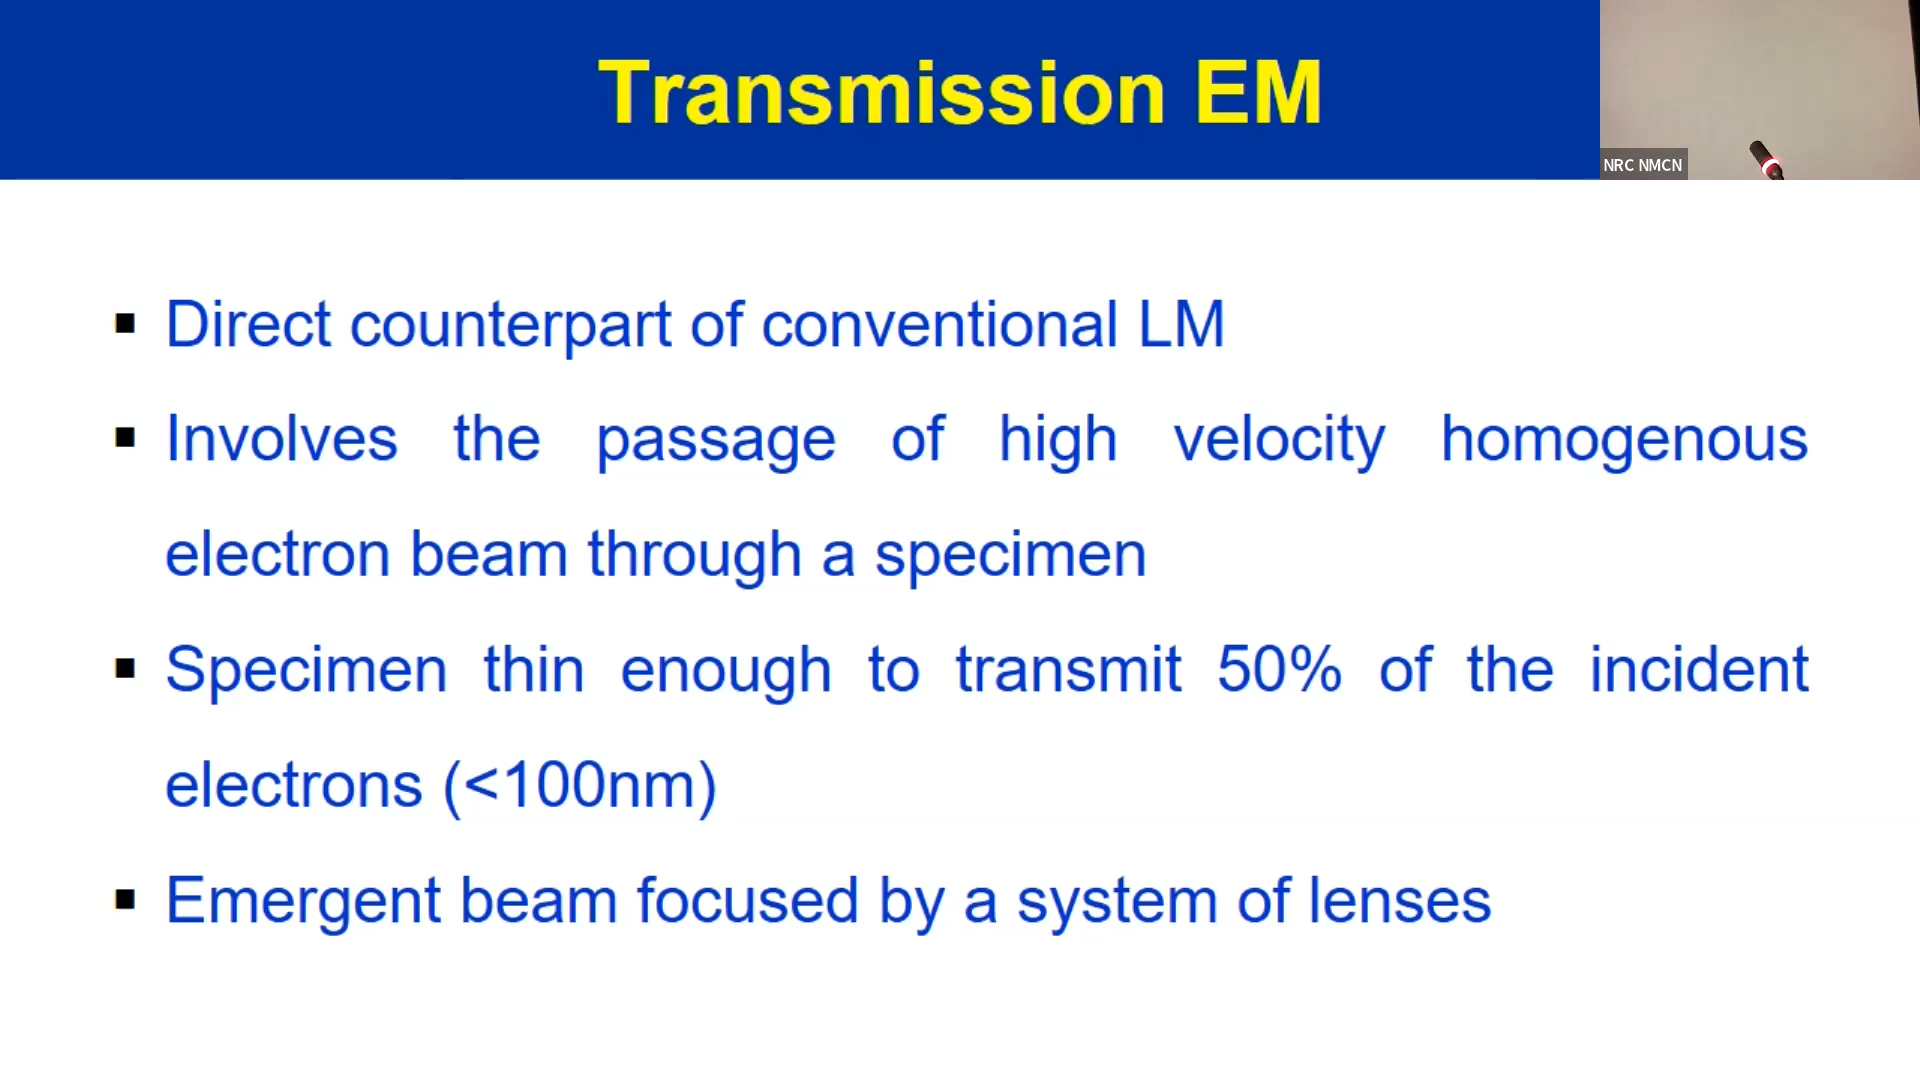 Transmission EM
NRC NMCN
▪ Direct counterpart of conventional LM
▪ Involves the passage of high velocity homogenous
electron beam through a specimen
▪ Specimen thin enough to transmit 50% of the incident
electrons (<100nm)
▪ Emergent beam focused by a system of lenses